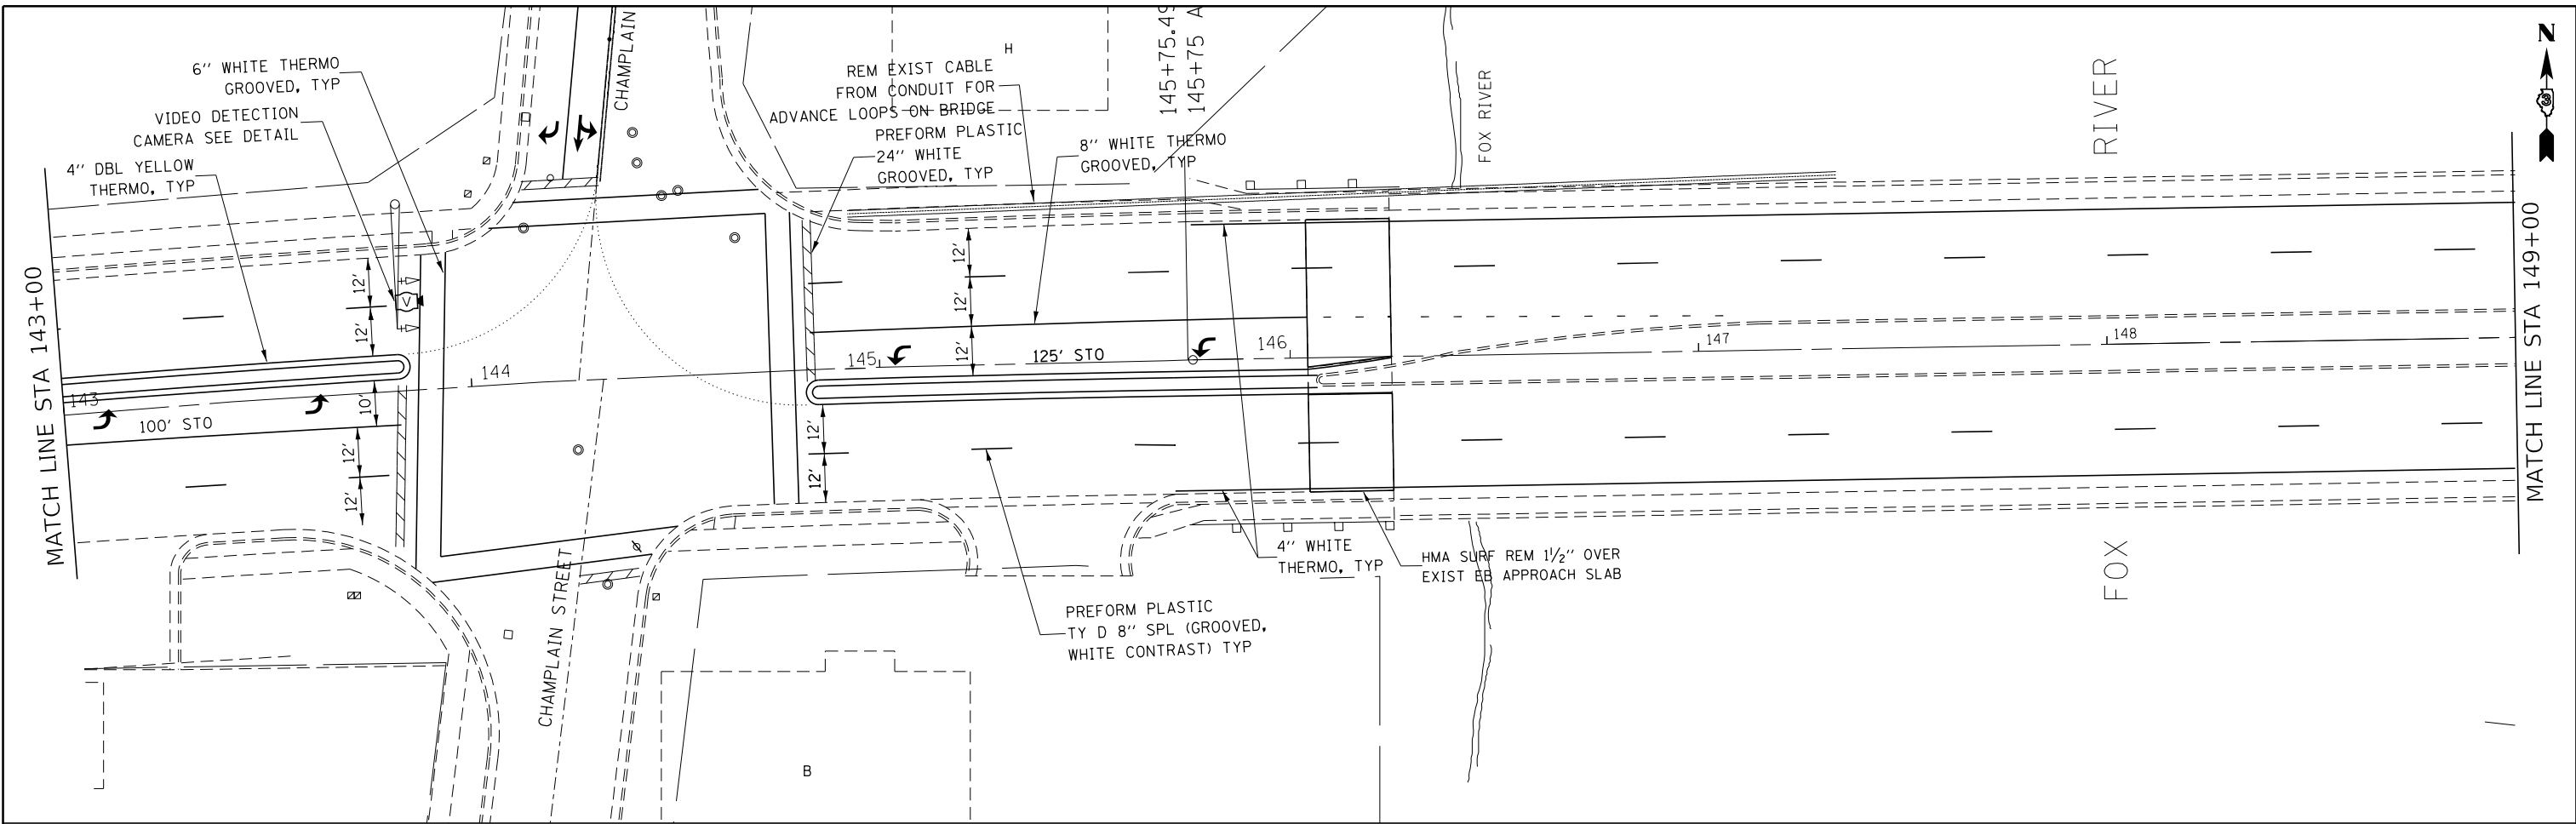 6'' WHITE THERMO
GROOVED, TYP
VIDEO DETECTION
CAMERA SEE DETAIL
4'' DBL YELLOW
THERMO, TYP
CHAMPLAIN
H
REM EXIST CABLE
FROM CONDUIT FOR
ADVANCE LOOPS ON BRIDGE
PREFORM PLASTIC
24'' WHITE
GROOVED, TYP
145+75.49
145+75 A
8'' WHITE THERMO
GROOVED, TYP
FOX RIVER
RIVER
N
3
MATCH LINE STA 143+00
12'
12'
V
10'
12'
12'
143
100' STO
144
12'
12'
12'
145
125' STO
146
147
148
12'
12'
MATCH LINE STA 149+00
4'' WHITE
THERMO, TYP
HMA SURF REM 1½'' OVER
EXIST EB APPROACH SLAB
FOX
CHAMPLAIN STREET
PREFORM PLASTIC
TY D 8'' SPL (GROOVED,
WHITE CONTRAST) TYP
B